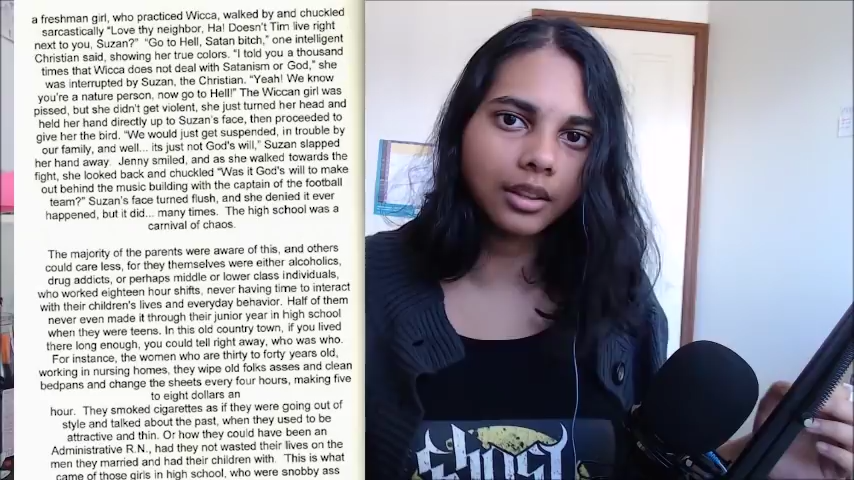 a freshman girl, who practiced Wicca, walked by and chuckled
sarcastically “Love thy neighbor, Ha! Doesn’t Tim live right
next to you, Suzan?” “Go to Hell, Satan bitch,” one intelligent
Christian said, showing her true colors. “I told you a thousand
times that Wicca does not deal with Satanism or God,” she
was interrupted by Suzan, the Christian. “Yeah! We know
you’re a nature person, now go to Hell!” The Wiccan girl was
pissed, but she didn’t get violent, she just turned her head and
held her hand directly up to Suzan’s face, then proceeded to
give her the bird. “We would just get suspended, in trouble by
our family, and well... its just not God’s will,” Suzan slapped
her hand away. Jenny smiled, and as she walked towards the
fight, she looked back and chuckled “Was it God’s will to make
out behind the music building with the captain of the football
team?” Suzan’s face turned flush, and she denied it ever
happened, but it did... many times. The high school was a
carnival of chaos.
The majority of the parents were aware of this, and others
could care less, for they themselves were either alcoholics,
drug addicts, or perhaps middle or lower class individuals,
who worked eighteen hour shifts, never having time to interact
with their children’s lives and everyday behavior. Half of them
never even made it through their junior year in high school
when they were teens. In this old country town, if you lived
there long enough, you could tell right away, who was who.
For instance, the women who are thirty to forty years old,
working in nursing homes, they wipe old folks asses and clean
bedpans and change the sheets every four hours, making five
to eight dollars an
hour. They smoked cigarettes as if they were going out of
style and talked about the past, when they used to be
attractive and thin. Or how they could have been an
Administrative R.N., had they not wasted their lives on the
men they married and had their children with. This is what
came of those girls in high school, who were snobby ass
Ghost